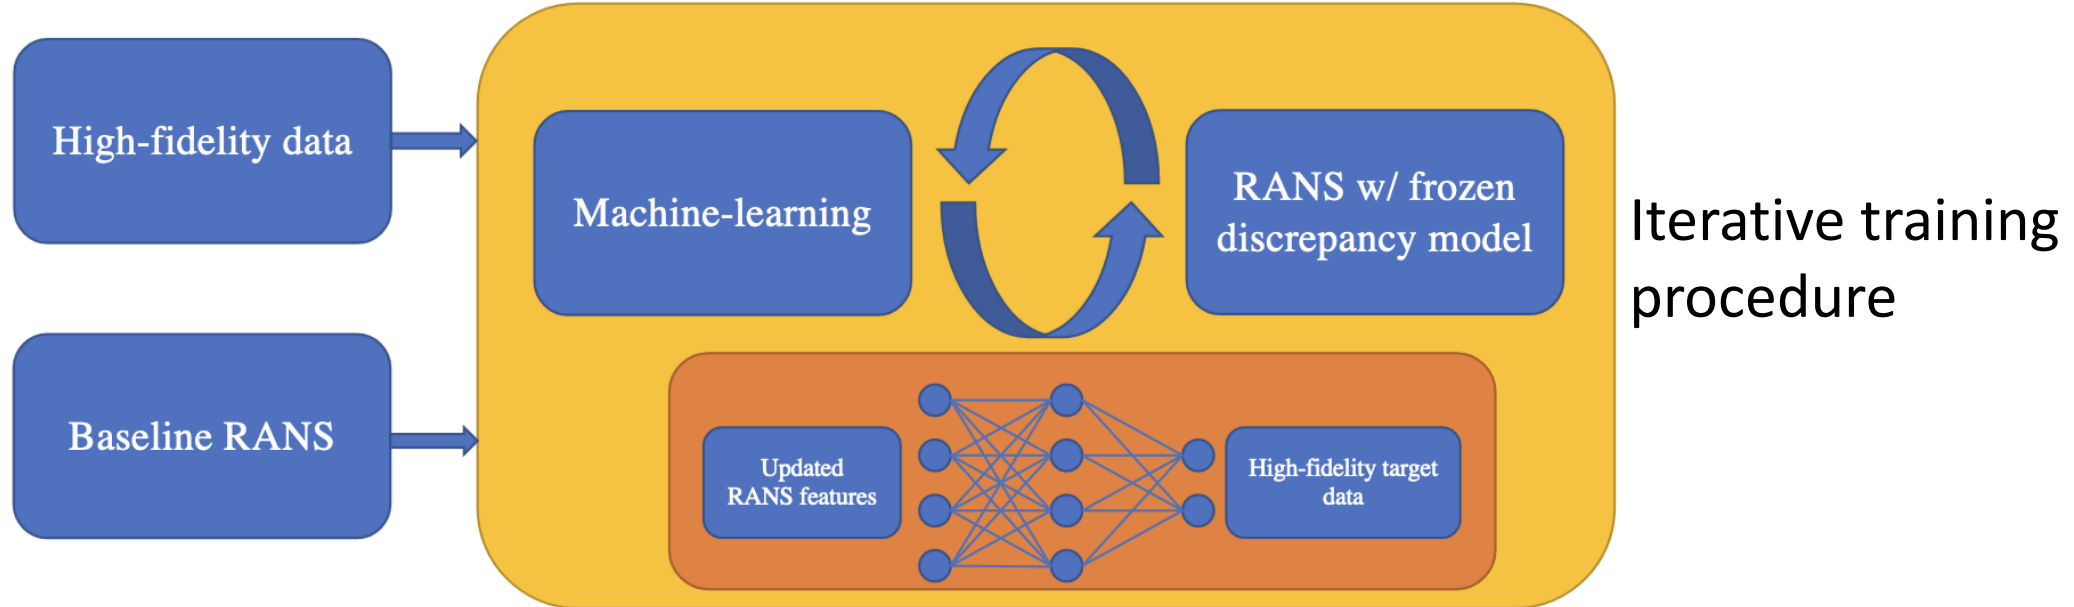 High-fidelity data
Baseline RANS
Machine-learning
RANS w/ frozen
discrepancy model
Updated
RANS features
High-fidelity target
data
Iterative training
procedure